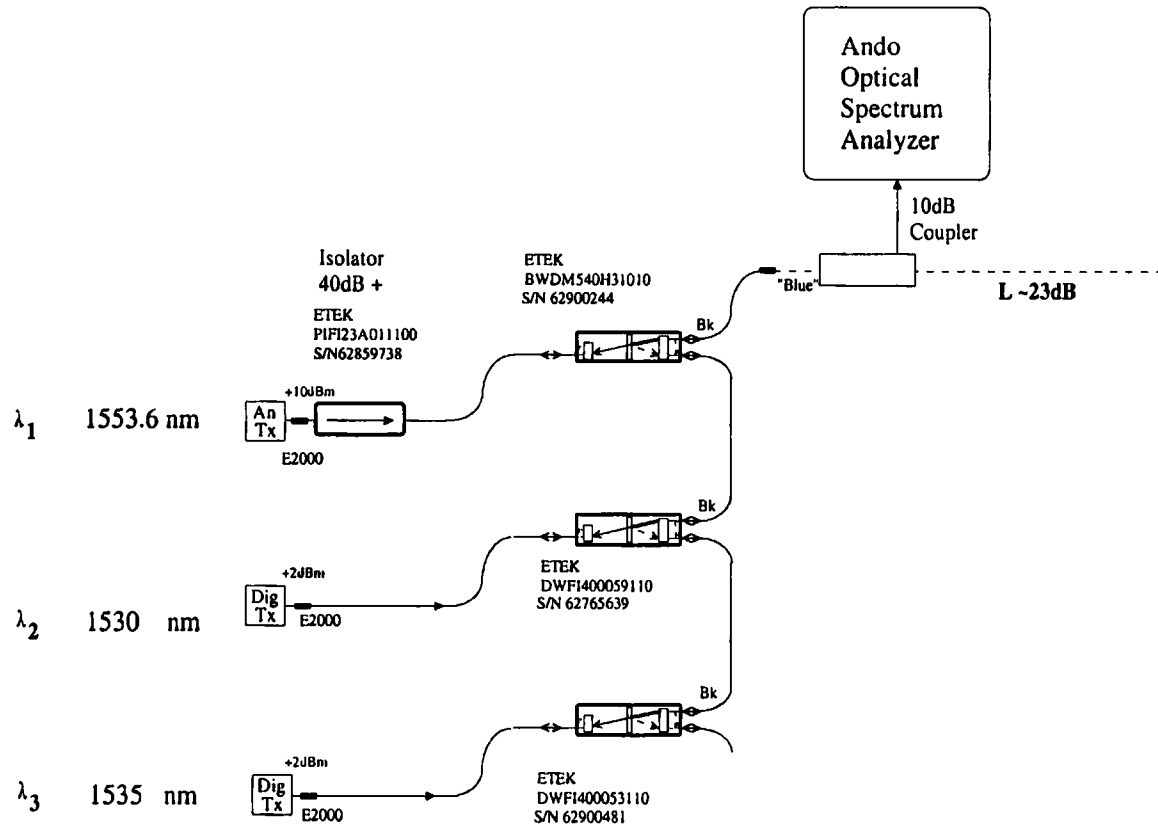 Ando
Optical
Spectrum
Analyzer
10dB
Coupler
"Blue"
L ~23dB
Isolator
40dB +
ETEK
PIFI23A011100
S/N62859738
ETEK
BWDM540H31010
S/N 62900244
Bk
λ1 1553.6 nm
An
Tx
+10dBm
E2000
Bk
ETEK
DWFI400059110
S/N 62765639
λ2 1530 nm
Dig
Tx
+2dBm
E2000
Bk
ETEK
DWFI400053110
S/N 62900481
λ3 1535 nm
Dig
Tx
+2dBm
E2000